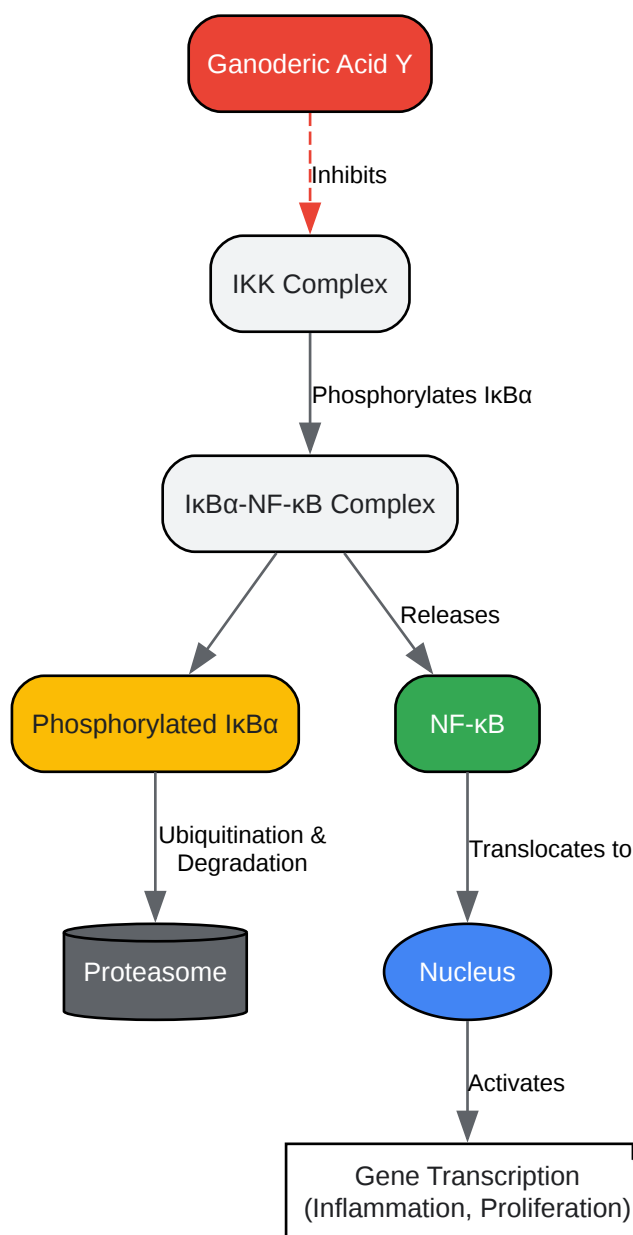 Ganoderic Acid Y
Inhibits
IKK Complex
Phosphorylates IκBα
IκBα-NF-κB Complex
Releases
Phosphorylated IκBα
NF-κB
Ubiquitination &
Degradation
Translocates to
Proteasome
Nucleus
Activates
Gene Transcription
(Inflammation, Proliferation)